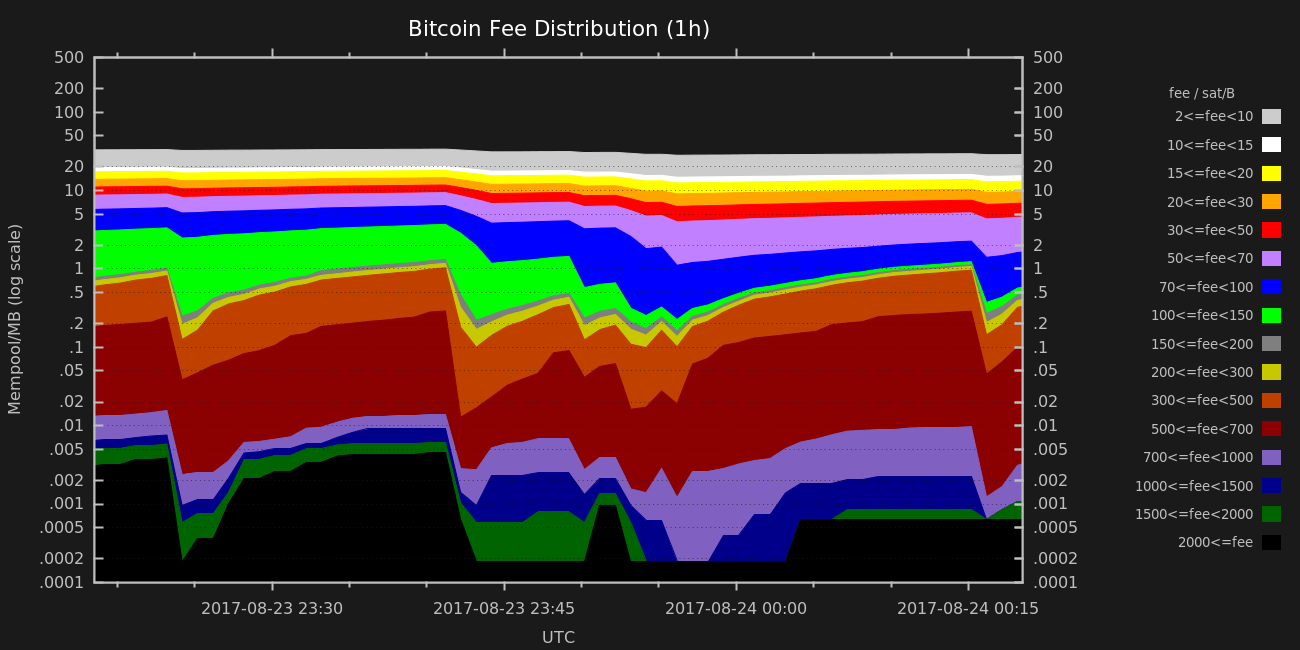 Bitcoin Fee Distribution (1h)
Mempool/MB (log scale)
500
200
100
50
20
10
5
2
1
.5
.2
.1
.05
.02
.01
.005
.002
.001
.0005
.0002
.0001
500
200
100
50
20
10
5
2
1
.5
.2
.1
.05
.02
.01
.005
.002
.001
.0005
.0002
.0001
2017-08-23 23:30
2017-08-23 23:45
2017-08-24 00:00
2017-08-24 00:15
UTC
fee / sat/B
2<=fee<10
10<=fee<15
15<=fee<20
20<=fee<30
30<=fee<50
50<=fee<70
70<=fee<100
100<=fee<150
150<=fee<200
200<=fee<300
300<=fee<500
500<=fee<700
700<=fee<1000
1000<=fee<1500
1500<=fee<2000
2000<=fee